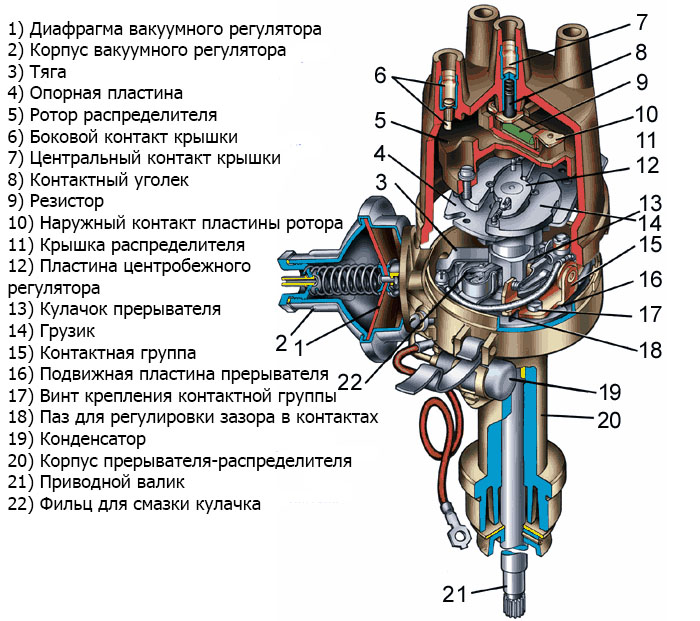 1) Диафрагма вакуумного регулятора
2) Корпус вакуумного регулятора
3) Тяга
4) Опорная пластина
5) Ротор распределителя
6) Боковой контакт крышки
7) Центральный контакт крышки
8) Контактный уголек
9) Резистор
10) Наружный контакт пластины ротора
11) Крышка распределителя
12) Пластина центробежного
регулятора
13) Кулачок прерывателя
14) Грузик
15) Контактная группа
16) Подвижная пластина прерывателя
17) Винт крепления контактной группы
18) Паз для регулировки зазора в контактах
19) Конденсатор
20) Корпус прерывателя-распределителя
21) Приводной валик
22) Фильц для смазки кулачка
7
8
6
9
5
10
11
4
12
3
13
14
15
16
17
2
1
18
22
19
20
21